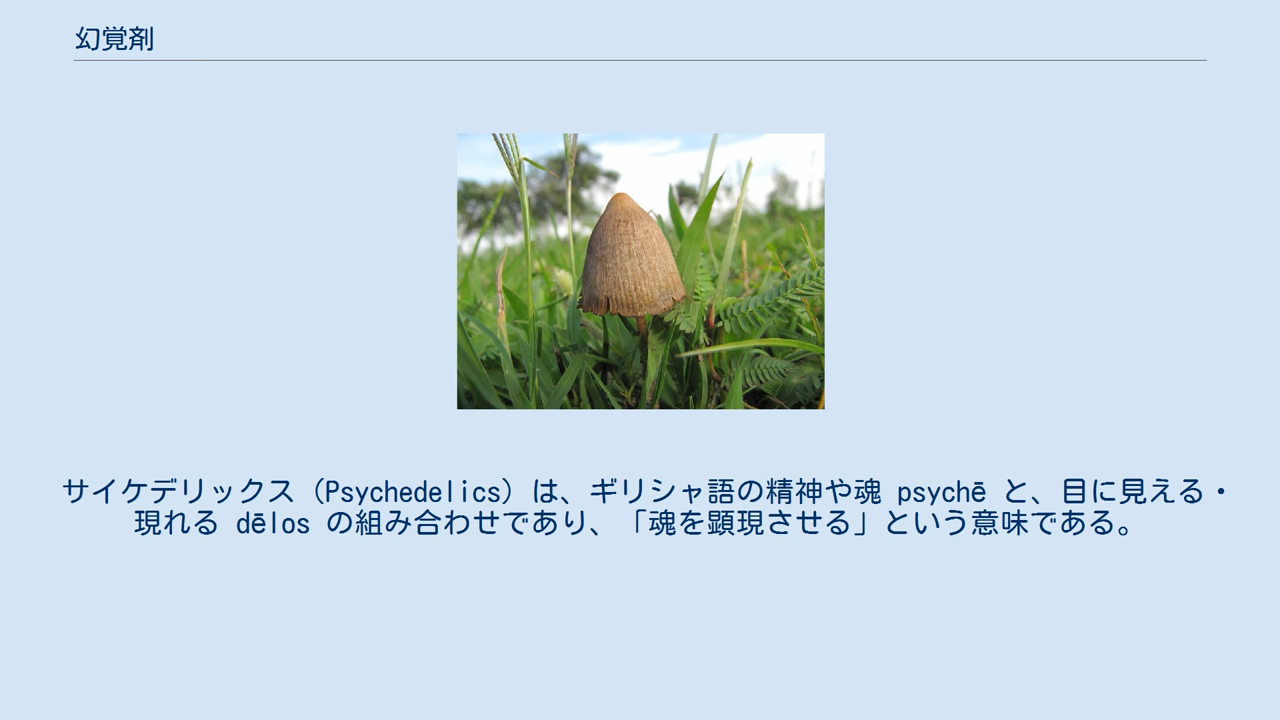 幻覚剤
サイケデリックス（Psychedelics）は、ギリシャ語の精神や魂 psychē と、目に見える・
現れる dēlos の組み合わせであり、「魂を顕現させる」という意味である。